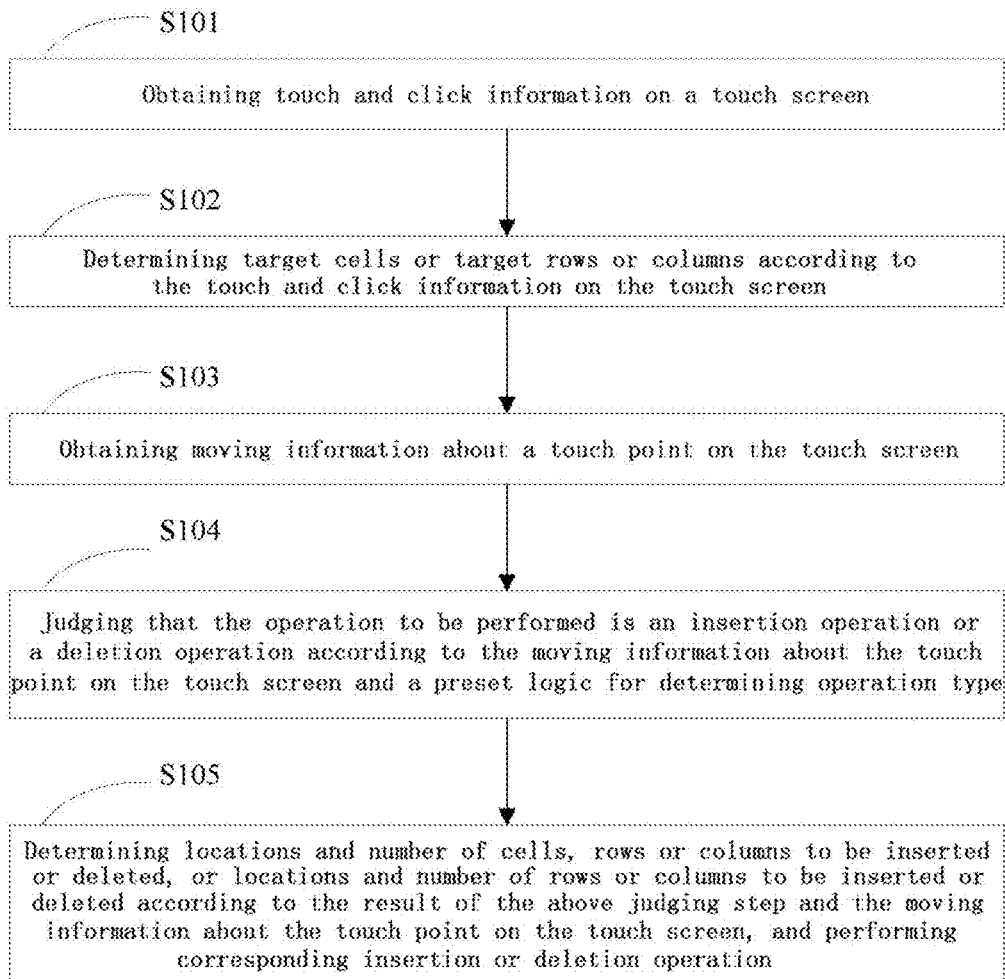 S101
Obtaining touch and click information on a touch screen
S102
Determining target cells or target rows or columns according to
the touch and click information on the touch screen
S103
Obtaining moving information about a touch point on the touch screen
S104
Judging that the operation to be performed is an insertion operation or
a deletion operation according to the moving information about the touch
point on the touch screen and a preset logic for determining operation type
S105
Determining locations and number of cells, rows or columns to be inserted
or deleted, or locations and number of rows or columns to be inserted or
deleted according to the result of the above judging step and the moving
information about the touch point on the touch screen, and performing
corresponding insertion or deletion operation